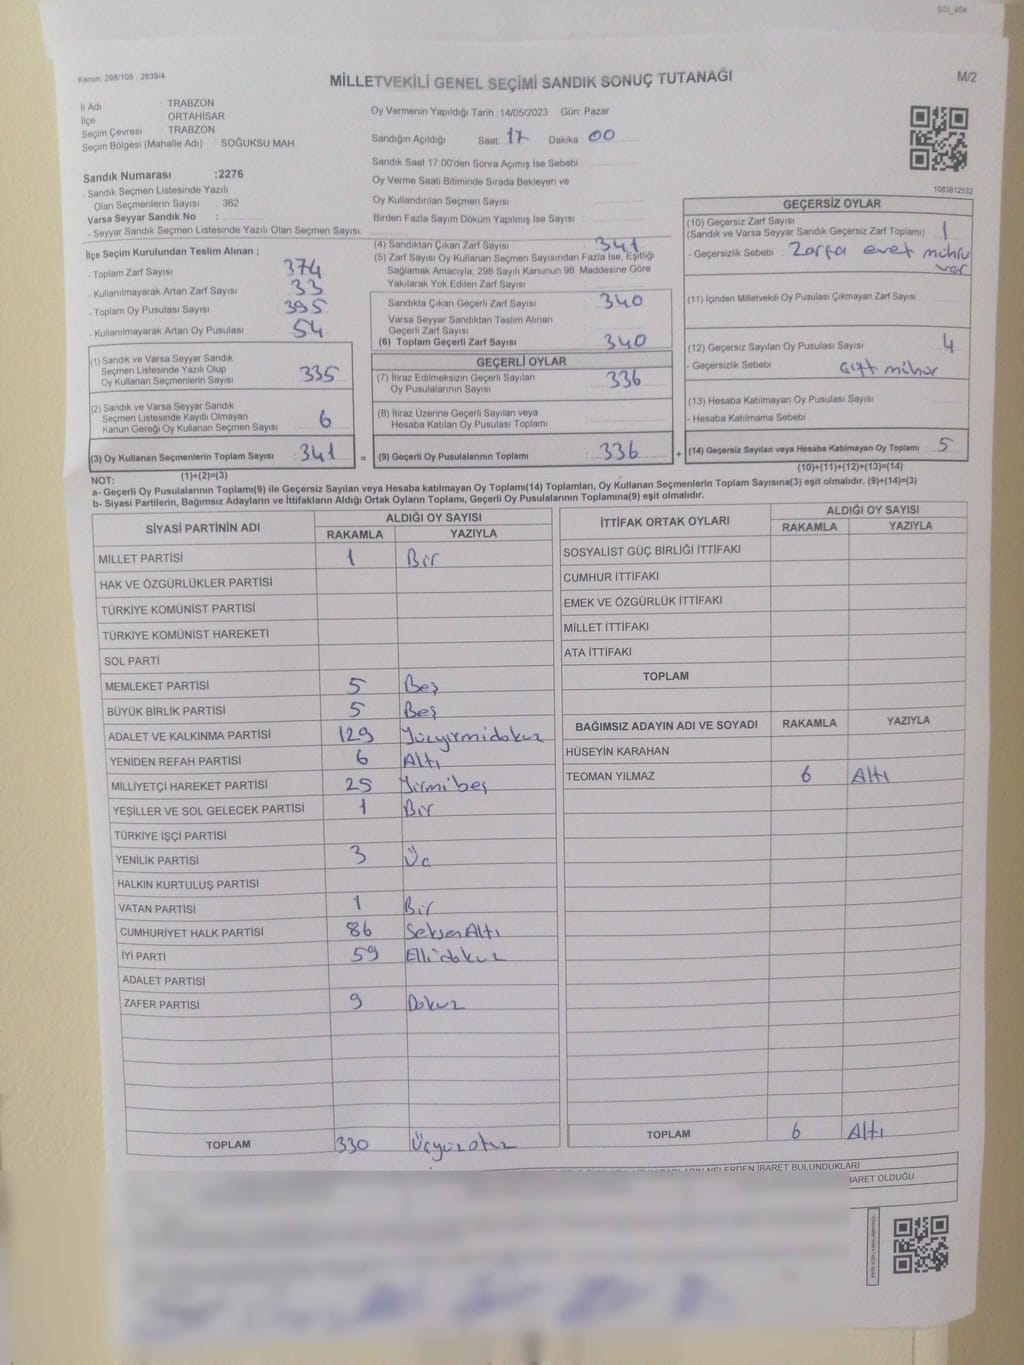 GSI_404
Kanun: 298/105 , 2839/4
MİLLETVEKİLİ GENEL SEÇİMİ SANDIK SONUÇ TUTANAĞI
M/2
İl Adı : TRABZON
İlçe : ORTAHİSAR
Seçim Çevresi : TRABZON
Seçim Bölgesi (Mahalle Adı) : SOĞUKSU MAH
Sandık Numarası :2276
- Sandık Seçmen Listesinde Yazılı
Olan Seçmenlerin Sayısı : 362
Varsa Seyyar Sandık No :
- Seyyar Sandık Seçmen Listesinde Yazılı Olan Seçmen Sayısı:
Oy Vermenin Yapıldığı Tarih :14/05/2023 Gün: Pazar
Sandığın Açıldığı Saat: 17 Dakika: 00
Sandık Saat 17.00'den Sonra Açımış İse Sebebi
Oy Verme Saati Bitiminde Sırada Bekleyen ve
Oy Kullandırılan Seçmen Sayısı
Birden Fazla Sayım Döküm Yapılmış İse Sayısı
1083612932
İlçe Seçim Kurulundan Teslim Alınan ;
- Toplam Zarf Sayısı : 374
- Kullanılmayarak Artan Zarf Sayısı : 33
- Toplam Oy Pusulası Sayısı : 395
- Kullanılmayarak Artan Oy Pusulası : 54
(1) Sandık ve Varsa Seyyar Sandık
Seçmen Listesinde Yazılı Olup
Oy Kullanan Seçmenlerin Sayısı : 335
(2) Sandık ve Varsa Seyyar Sandık
Seçmen Listesinde Kayıtlı Olmayan
Kanun Gereği Oy Kullanan Seçmen Sayısı : 6
(3) Oy Kullanan Seçmenlerin Toplam Sayısı : 341
(1)+(2)=(3)
(4) Sandıktan Çıkan Zarf Sayısı : 341
(5) Zarf Sayısı Oy Kullanan Seçmen Sayısından Fazla İse, Eşitliği
Sağlamak Amacıyla, 298 Sayılı Kanunun 98. Maddesine Göre
Yakılarak Yok Edilen Zarf Sayısı
Sandıkta Çıkan Geçerli Zarf Sayısı : 340
Varsa Seyyar Sandıktan Teslim Alınan
Geçerli Zarf Sayısı
(6) Toplam Geçerli Zarf Sayısı : 340
GEÇERLİ OYLAR
(7) İtiraz Edilmeksizin Geçerli Sayılan
Oy Pusulalarının Sayısı : 336
(8) İtiraz Üzerine Geçerli Sayılan veya
Hesaba Katılan Oy Pusulası Toplamı
= (9) Geçerli Oy Pusulalarının Toplamı : 336
GEÇERSİZ OYLAR
(10) Geçersiz Zarf Sayısı
(Sandık ve Varsa Seyyar Sandık Geçersiz Zarf Toplamı) : 1
- Geçersizlik Sebebi : Zarfa evet mührü
var
(11) İçinden Milletvekili Oy Pusulası Çıkmayan Zarf Sayısı
(12) Geçersiz Sayılan Oy Pusulası Sayısı : 4
- Geçersizlik Sebebi : Çift mühür
(13) Hesaba Katılmayan Oy Pusulası Sayısı
- Hesaba Katılmama Sebebi
+ (14) Geçersiz Sayılan veya Hesaba Katılmayan Oy Toplamı : 5
(10)+(11)+(12)+(13)=(14)
NOT:
a- Geçerli Oy Pusulalarının Toplamı(9) ile Geçersiz Sayılan veya Hesaba katılmayan Oy Toplamı(14) Toplamları, Oy Kullanan Seçmenlerin Toplam Sayısına(3) eşit olmalıdır. (9)+(14)=(3)
b- Siyasi Partilerin, Bağımsız Adayların ve İttifakların Aldığı Ortak Oyların Toplamı, Geçerli Oy Pusulalarının Toplamına(9) eşit olmalıdır.
SİYASİ PARTİNİN ADI ALDIĞI OY SAYISI
RAKAMLA YAZIYLA
MİLLET PARTİSİ 1 Bir
HAK VE ÖZGÜRLÜKLER PARTİSİ
TÜRKİYE KOMÜNİST PARTİSİ
TÜRKİYE KOMÜNİST HAREKETİ
SOL PARTİ
MEMLEKET PARTİSİ 5 Beş
BÜYÜK BİRLİK PARTİSİ 5 Beş
ADALET VE KALKINMA PARTİSİ 129 Yüzyirmidokuz
YENİDEN REFAH PARTİSİ 6 Altı
MİLLİYETÇİ HAREKET PARTİSİ 25 Yirmibeş
YEŞİLLER VE SOL GELECEK PARTİSİ 1 Bir
TÜRKİYE İŞÇİ PARTİSİ
YENİLİK PARTİSİ 3 Üç
HALKIN KURTULUŞ PARTİSİ
VATAN PARTİSİ 1 Bir
CUMHURİYET HALK PARTİSİ 86 SeksenAltı
İYİ PARTİ 59 Ellidokuz
ADALET PARTİSİ
ZAFER PARTİSİ 9 Dokuz
TOPLAM 330 Üçyüzotuz
İTTİFAK ORTAK OYLARI ALDIĞI OY SAYISI
RAKAMLA YAZIYLA
SOSYALİST GÜÇ BİRLİĞİ İTTİFAKI
CUMHUR İTTİFAKI
EMEK VE ÖZGÜRLÜK İTTİFAKI
MİLLET İTTİFAKI
ATA İTTİFAKI
TOPLAM
BAĞIMSIZ ADAYIN ADI VE SOYADI RAKAMLA YAZIYLA
HÜSEYİN KARAHAN
TEOMAN YILMAZ 6 Altı
TOPLAM 6 Altı
NELERDEN İBARET BULUNDUKLARI
İBARET OLDUĞU